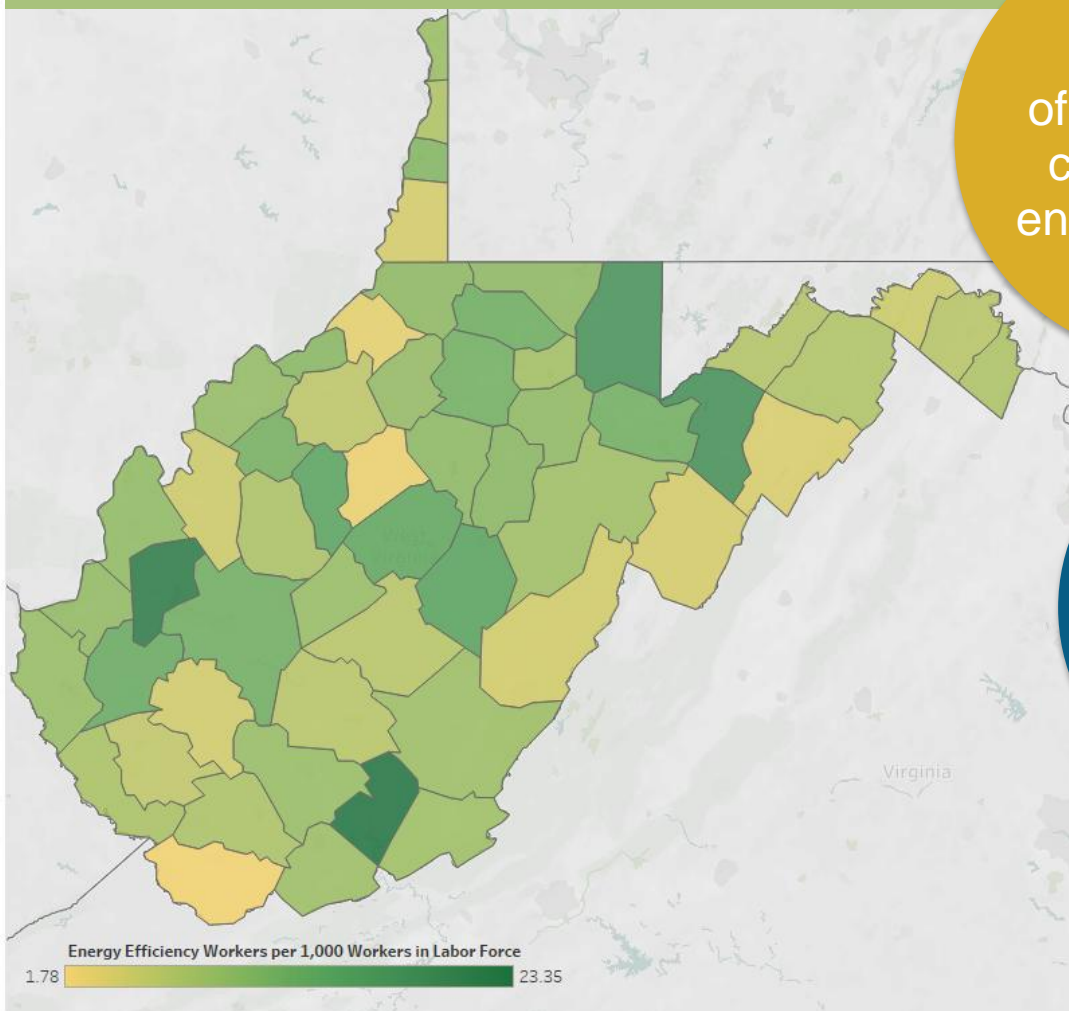 of
c
en
Virginia
Energy Efficiency Workers per 1,000 Workers in Labor Force
1.78 23.35